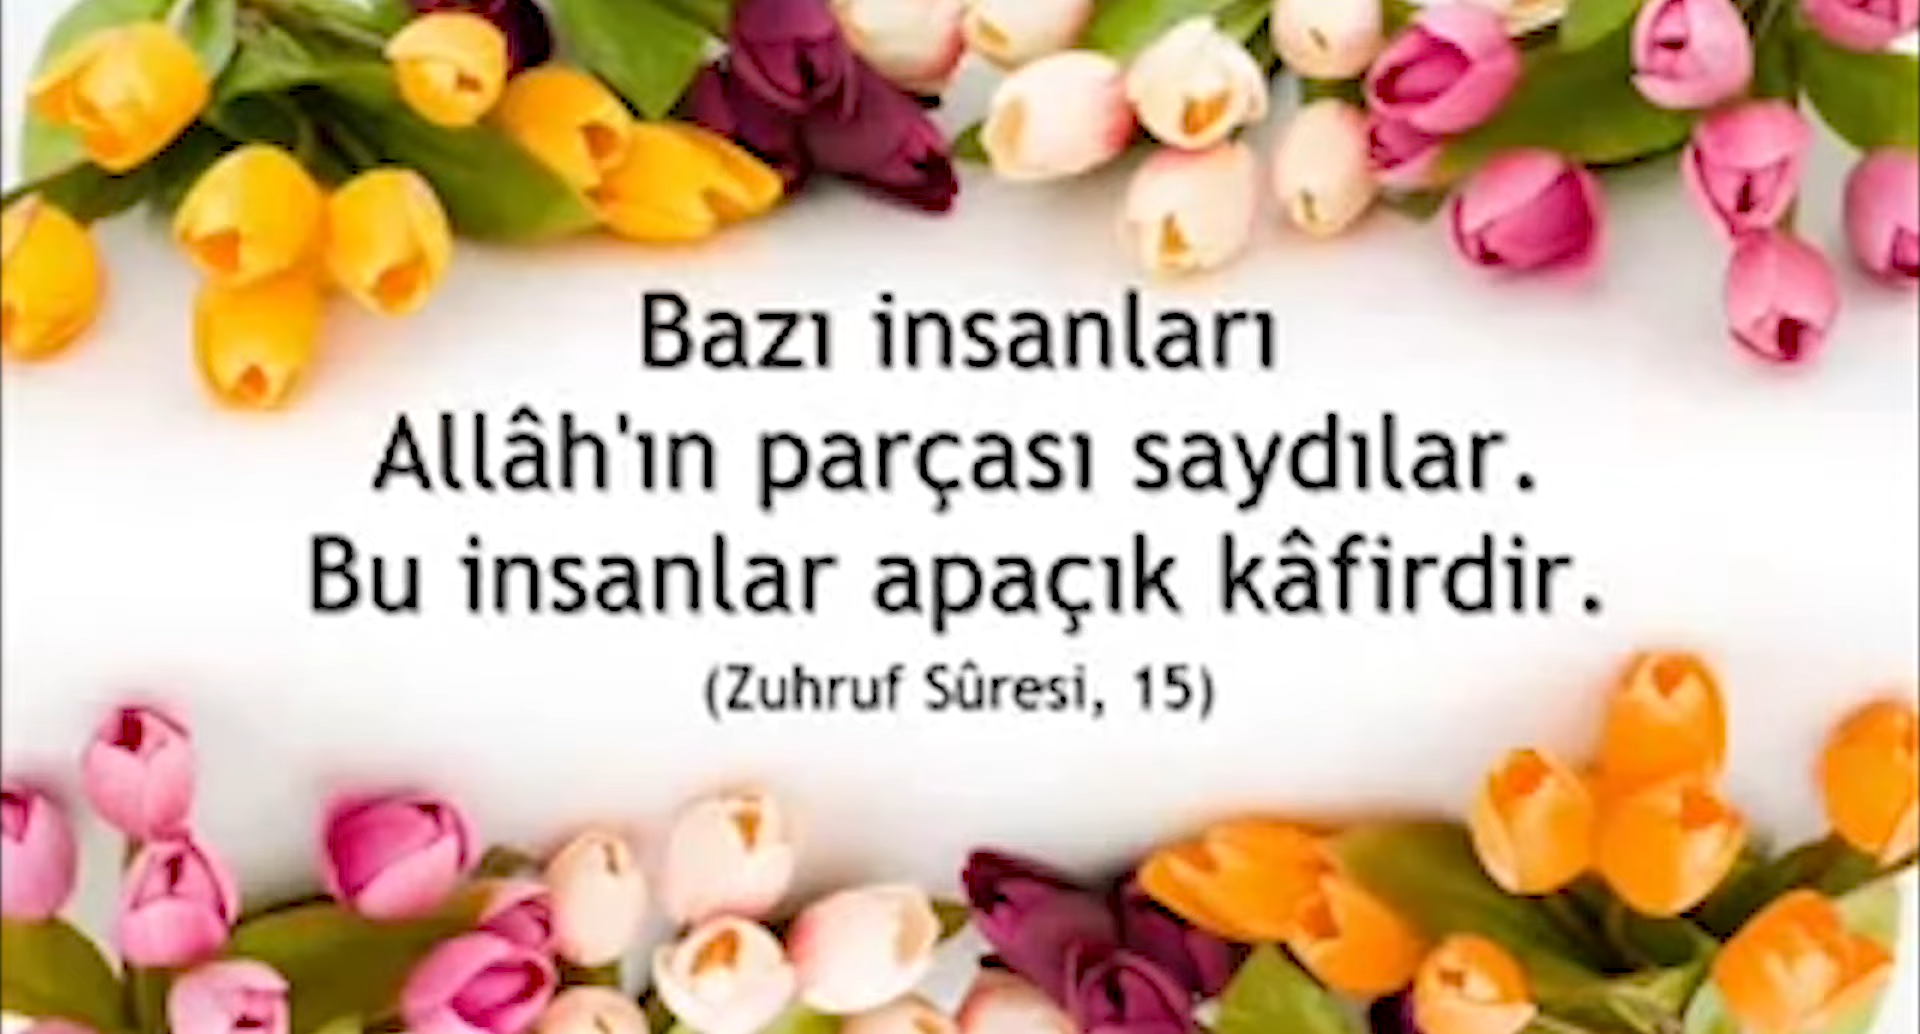 Bazı insanları
Allâh'ın parçası saydılar.
Bu insanlar apaçık kâfirdir.
(Zuhruf Sûresi, 15)